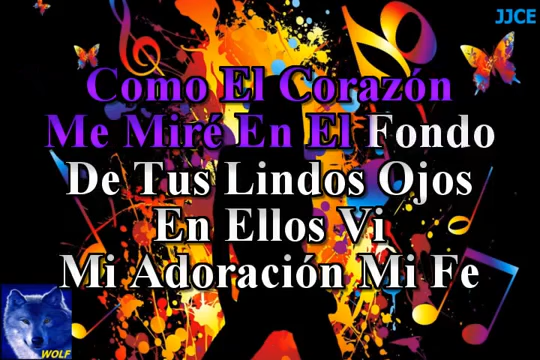 JJCE
Como El Corazón
Me Miré En El Fondo
De Tus Lindos Ojos
En Ellos Vi
Mi Adoración Mi Fe
WOLF